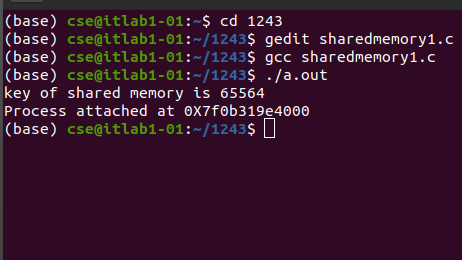 (base) cse@itlab1-01:~$ cd 1243
(base) cse@itlab1-01:~/1243$ gedit sharedmemory1.c
(base) cse@itlab1-01:~/1243$ gcc sharedmemory1.c
(base) cse@itlab1-01:~/1243$ ./a.out
key of shared memory is 65564
Process attached at 0X7f0b319e4000
(base) cse@itlab1-01:~/1243$